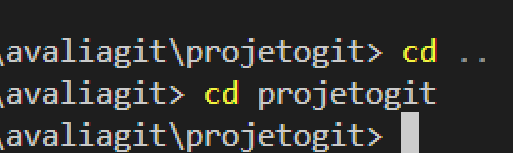 \avaliagit\projetogit> cd ..
\avaliagit> cd projetogit
\avaliagit\projetogit>